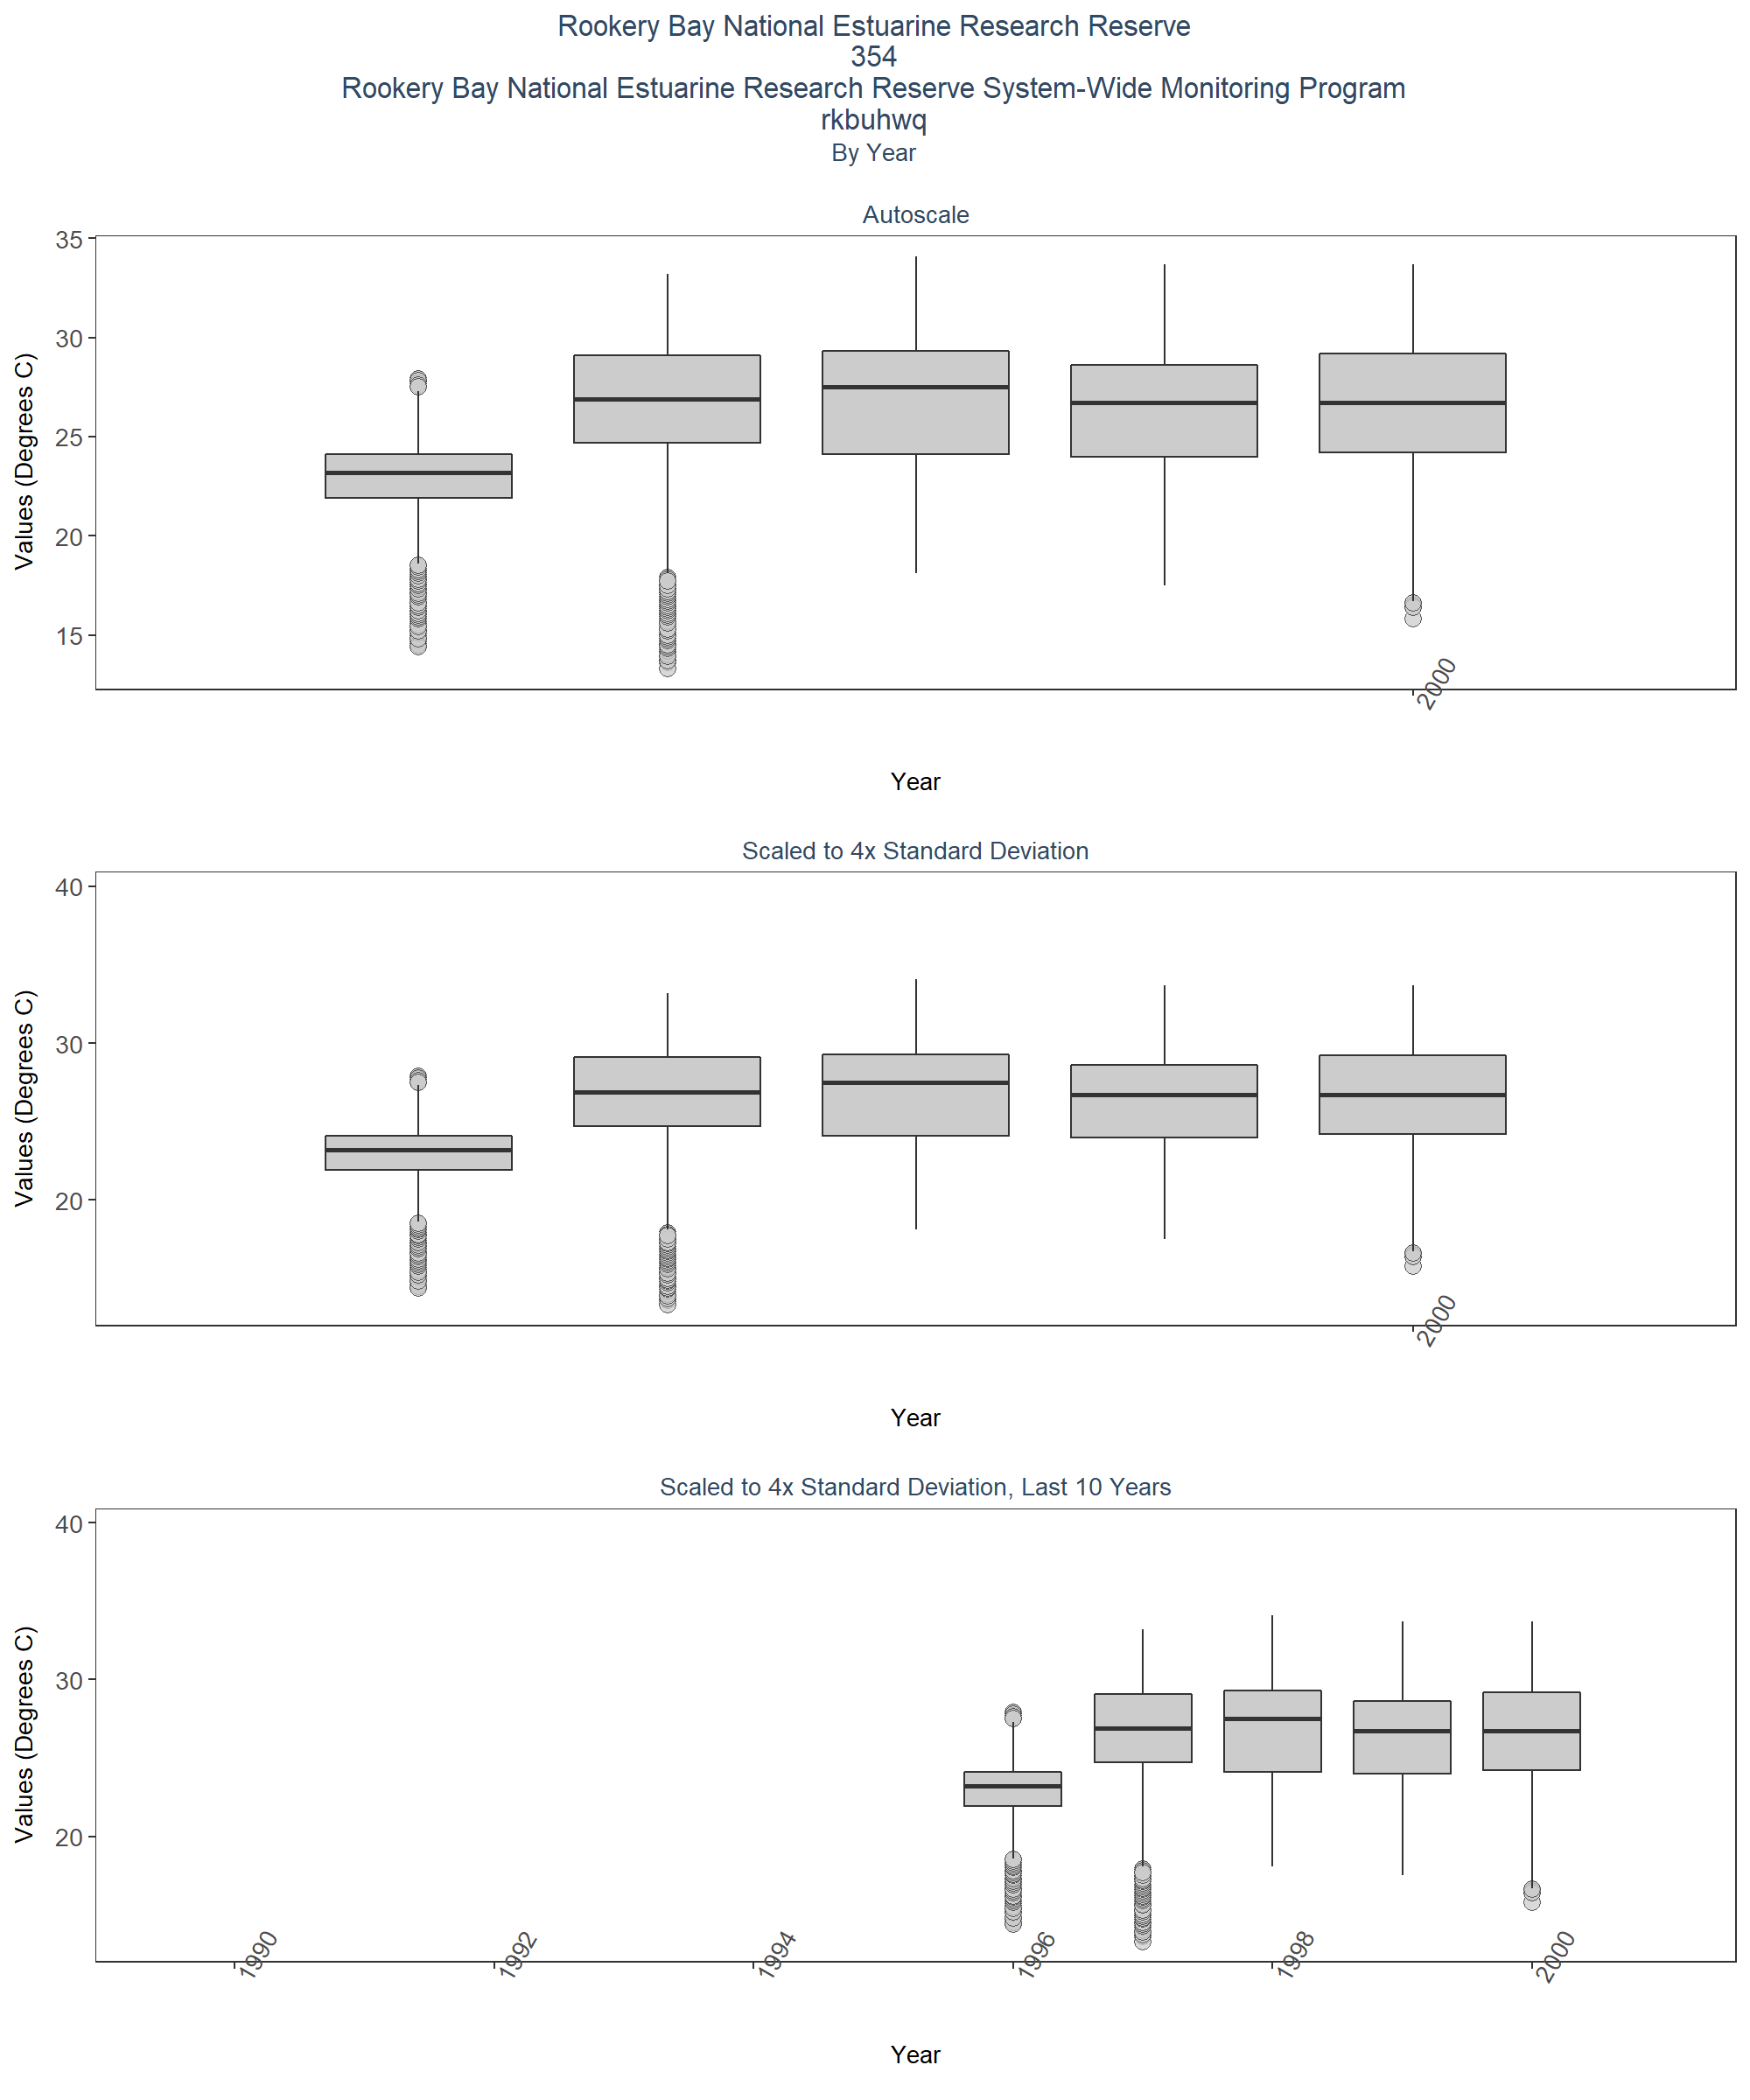 Rookery Bay National Estuarine Research Reserve
354
Rookery Bay National Estuarine Research Reserve System-Wide Monitoring Program
rkbuhwq
By Year
Autoscale
Values (Degrees C)
35
30
25
20
15
2000
Year
Scaled to 4x Standard Deviation
Values (Degrees C)
40
30
20
2000
Year
Scaled to 4x Standard Deviation, Last 10 Years
Values (Degrees C)
40
30
20
1990 1992 1994 1996 1998 2000
Year